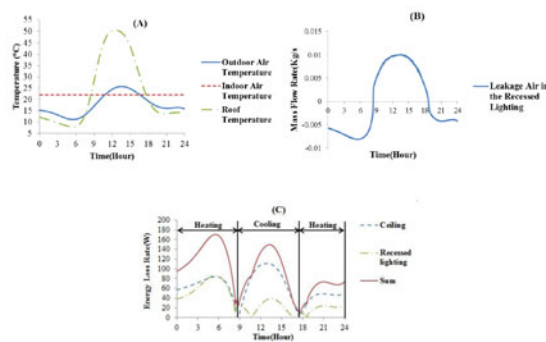 (A)
Temperature (°C)
55
50
45
40
35
30
25
20
15
10
5
0 6 12 18 24
Time(Hour)
Outdoor Air
Temperature
Indoor Air
Temperature
Roof
Temperature
(B)
Mass Flow Rate(Kg/s
0.015
0.01
0.005
0
-0.005
-0.01
0 3 6 9 12 15 18 21 24
Time(Hour)
Leakage Air in
the Recessed
Lighting
(C)
Heating Cooling Heating
Energy Loss Rate(W)
200
180
160
140
120
100
80
60
40
20
0
0 3 6 9 12 15 18 21 24
Time(Hour)
Ceiling
Recessed
lighting
Sum